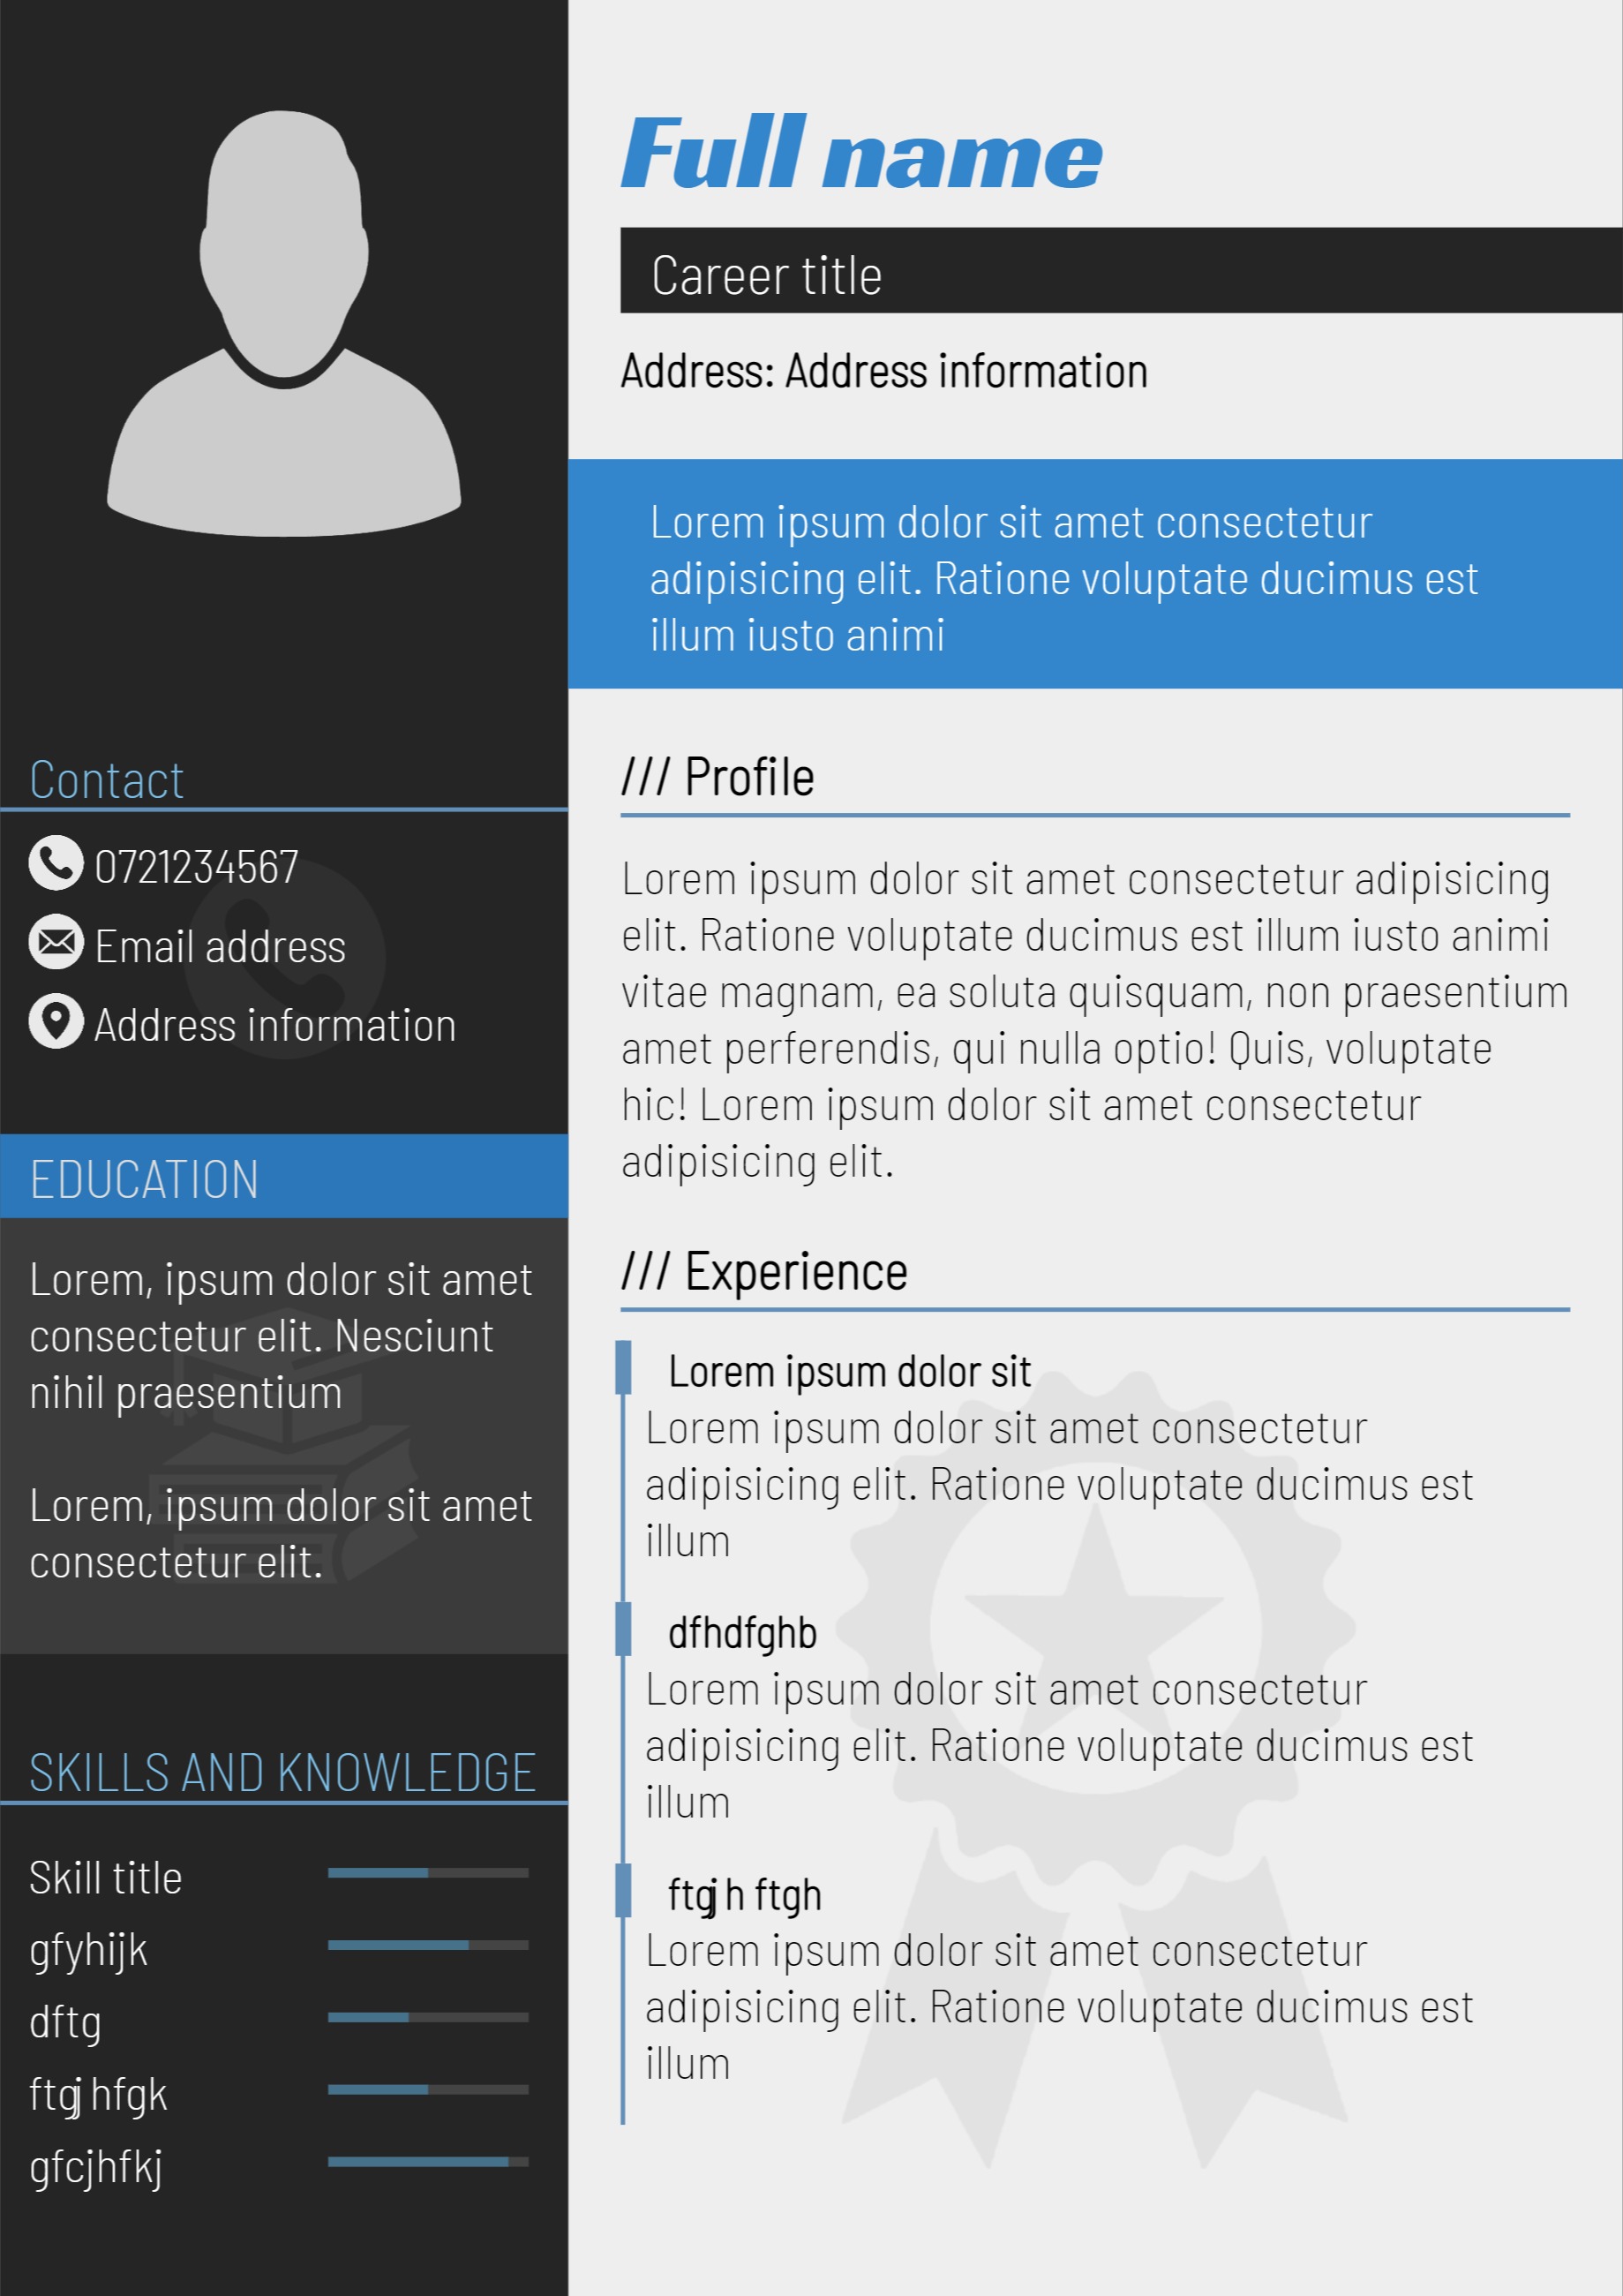 Full name
Career title
Address: Address information
Lorem ipsum dolor sit amet consectetur
adipisicing elit. Ratione voluptate ducimus est
illum iusto animi
Contact
0721234567
Email address
Address information
EDUCATION
Lorem, ipsum dolor sit amet
consectetur elit. Nesciunt
nihil praesentium
Lorem, ipsum dolor sit amet
consectetur elit.
SKILLS AND KNOWLEDGE
Skill title
gfyhijk
dftg
ftgj hfgk
gfcjhfkj
/// Profile
Lorem ipsum dolor sit amet consectetur adipisicing
elit. Ratione voluptate ducimus est illum iusto animi
vitae magnam, ea soluta quisquam, non praesentium
amet perferendis, qui nulla optio! Quis, voluptate
hic! Lorem ipsum dolor sit amet consectetur
adipisicing elit.
/// Experience
Lorem ipsum dolor sit
Lorem ipsum dolor sit amet consectetur
adipisicing elit. Ratione voluptate ducimus est
illum
dfhdfghb
Lorem ipsum dolor sit amet consectetur
adipisicing elit. Ratione voluptate ducimus est
illum
ftgj h ftgh
Lorem ipsum dolor sit amet consectetur
adipisicing elit. Ratione voluptate ducimus est
illum